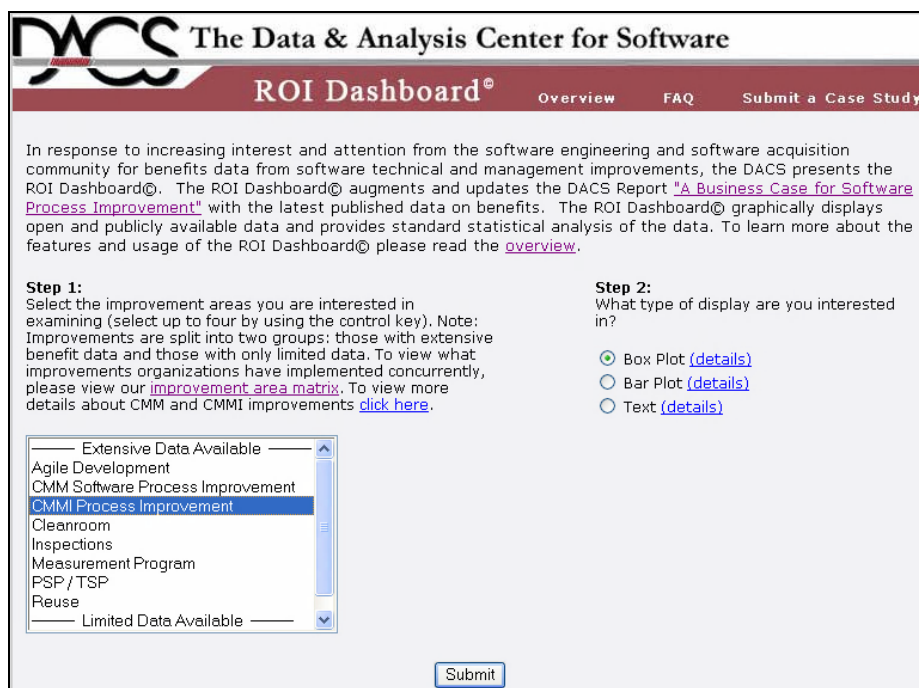 DACS The Data & Analysis Center for Software
ROI Dashboard© Overview FAQ Submit a Case Study
In response to increasing interest and attention from the software engineering and software acquisition
community for benefits data from software technical and management improvements, the DACS presents the
ROI Dashboard©. The ROI Dashboard© augments and updates the DACS Report "A Business Case for Software
Process Improvement" with the latest published data on benefits. The ROI Dashboard© graphically displays
open and publicly available data and provides standard statistical analysis of the data. To learn more about the
features and usage of the ROI Dashboard© please read the overview.
Step 1:
Select the improvement areas you are interested in
examining (select up to four by using the control key). Note:
Improvements are split into two groups: those with extensive
benefit data and those with only limited data. To view what
improvements organizations have implemented concurrently,
please view our improvement area matrix. To view more
details about CMM and CMMI improvements click here.
Extensive Data Available
Agile Development
CMM Software Process Improvement
CMMI Process Improvement
Cleanroom
Inspections
Measurement Program
PSP / TSP
Reuse
Limited Data Available
Step 2:
What type of display are you interested
in?
Box Plot (details)
Bar Plot (details)
Text (details)
Submit